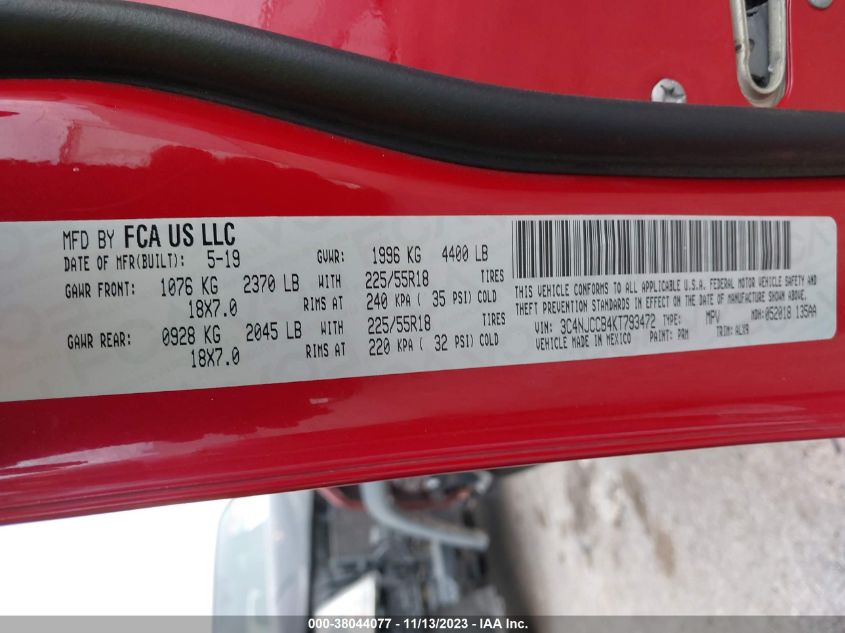 MFD BY FCA US LLC
DATE OF MFR(BUILT): 5-19 GVWR: 1996 KG 4400 LB
GAWR FRONT: 1076 KG 2370 LB WITH 225/55R18 TIRES
18X7.0 RIMS AT 240 KPA ( 35 PSI) COLD
GAWR REAR: 0928 KG 2045 LB WITH 225/55R18 TIRES
18X7.0 RIMS AT 220 KPA ( 32 PSI) COLD
THIS VEHICLE CONFORMS TO ALL APPLICABLE U.S.A. FEDERAL MOTOR VEHICLE SAFETY AND
THEFT PREVENTION STANDARDS IN EFFECT ON THE DATE OF MANUFACTURE SHOWN ABOVE
VIN: 3C4NJCCB4KT793472 TYPE: MPV MDH: 052018 135AA
VEHICLE MADE IN MEXICO PAINT: PRM TRIM: ALX9
000-38044077 - 11/13/2023 - IAAI.com